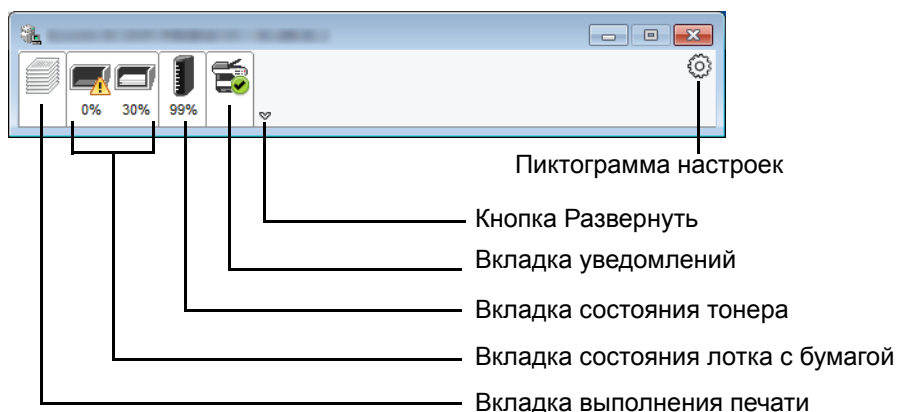 0% 30% 99%
Пиктограмма настроек
Кнопка Развернуть
Вкладка уведомлений
Вкладка состояния тонера
Вкладка состояния лотка с бумагой
Вкладка выполнения печати